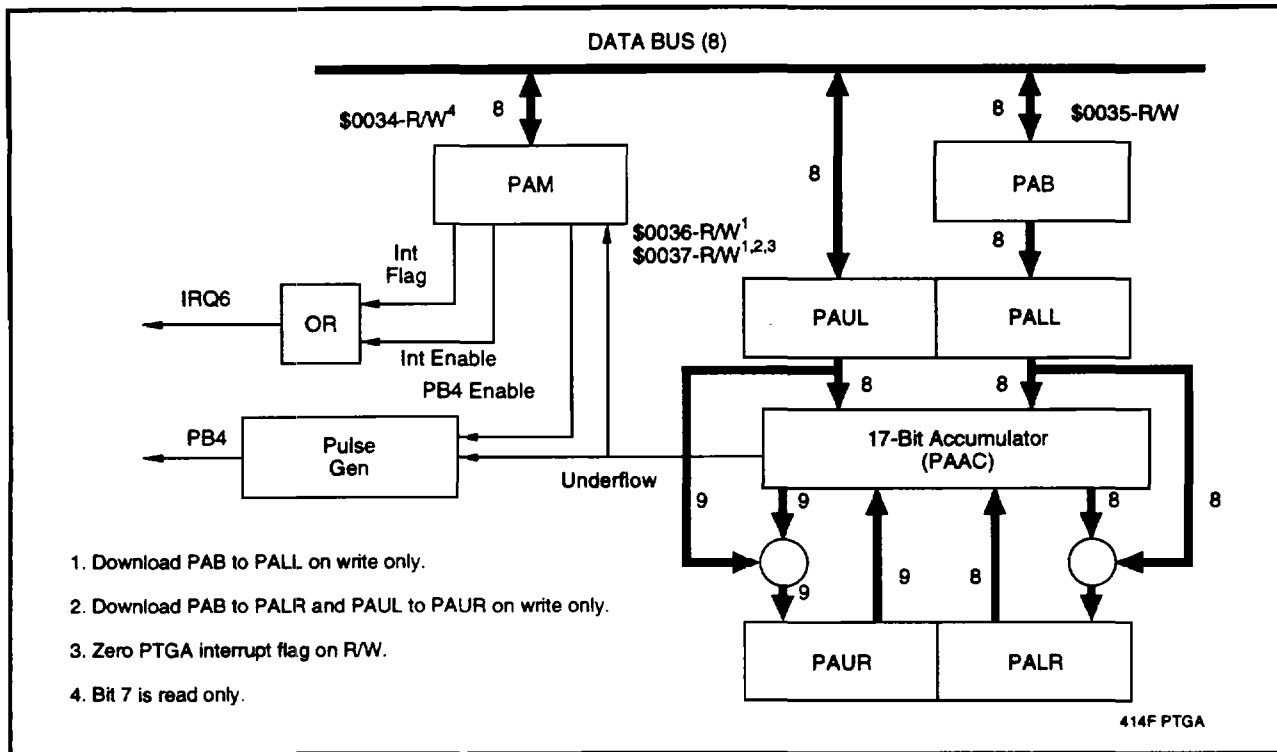 DATA BUS (8)
$0034-R/W⁴
8
8
$0035-R/W
8
PAM
PAB
$0036-R/W¹
$0037-R/W¹,²,³
8
Int
Flag
IRQ6
OR
PAUL
PALL
Int Enable
PB4 Enable
8
8
PB4
Pulse
Gen
17-Bit Accumulator
(PAAC)
Underflow
9
9
8
8
9
8
9
1. Download PAB to PALL on write only.
2. Download PAB to PALR and PAUL to PAUR on write only.
3. Zero PTGA interrupt flag on R/W.
4. Bit 7 is read only.
PAUR
PALR
414F PTGA